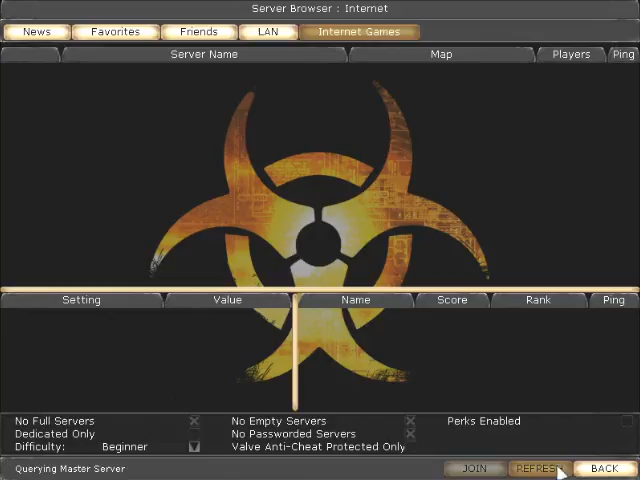 Server Browser : Internet
News Favorites Friends LAN Internet Games
Server Name Map Players Ping
Setting Value Name Score Rank Ping
No Full Servers No Empty Servers Perks Enabled
Dedicated Only No Passworded Servers
Difficulty: Beginner Valve Anti-Cheat Protected Only
Querying Master Server JOIN REFRESH BACK